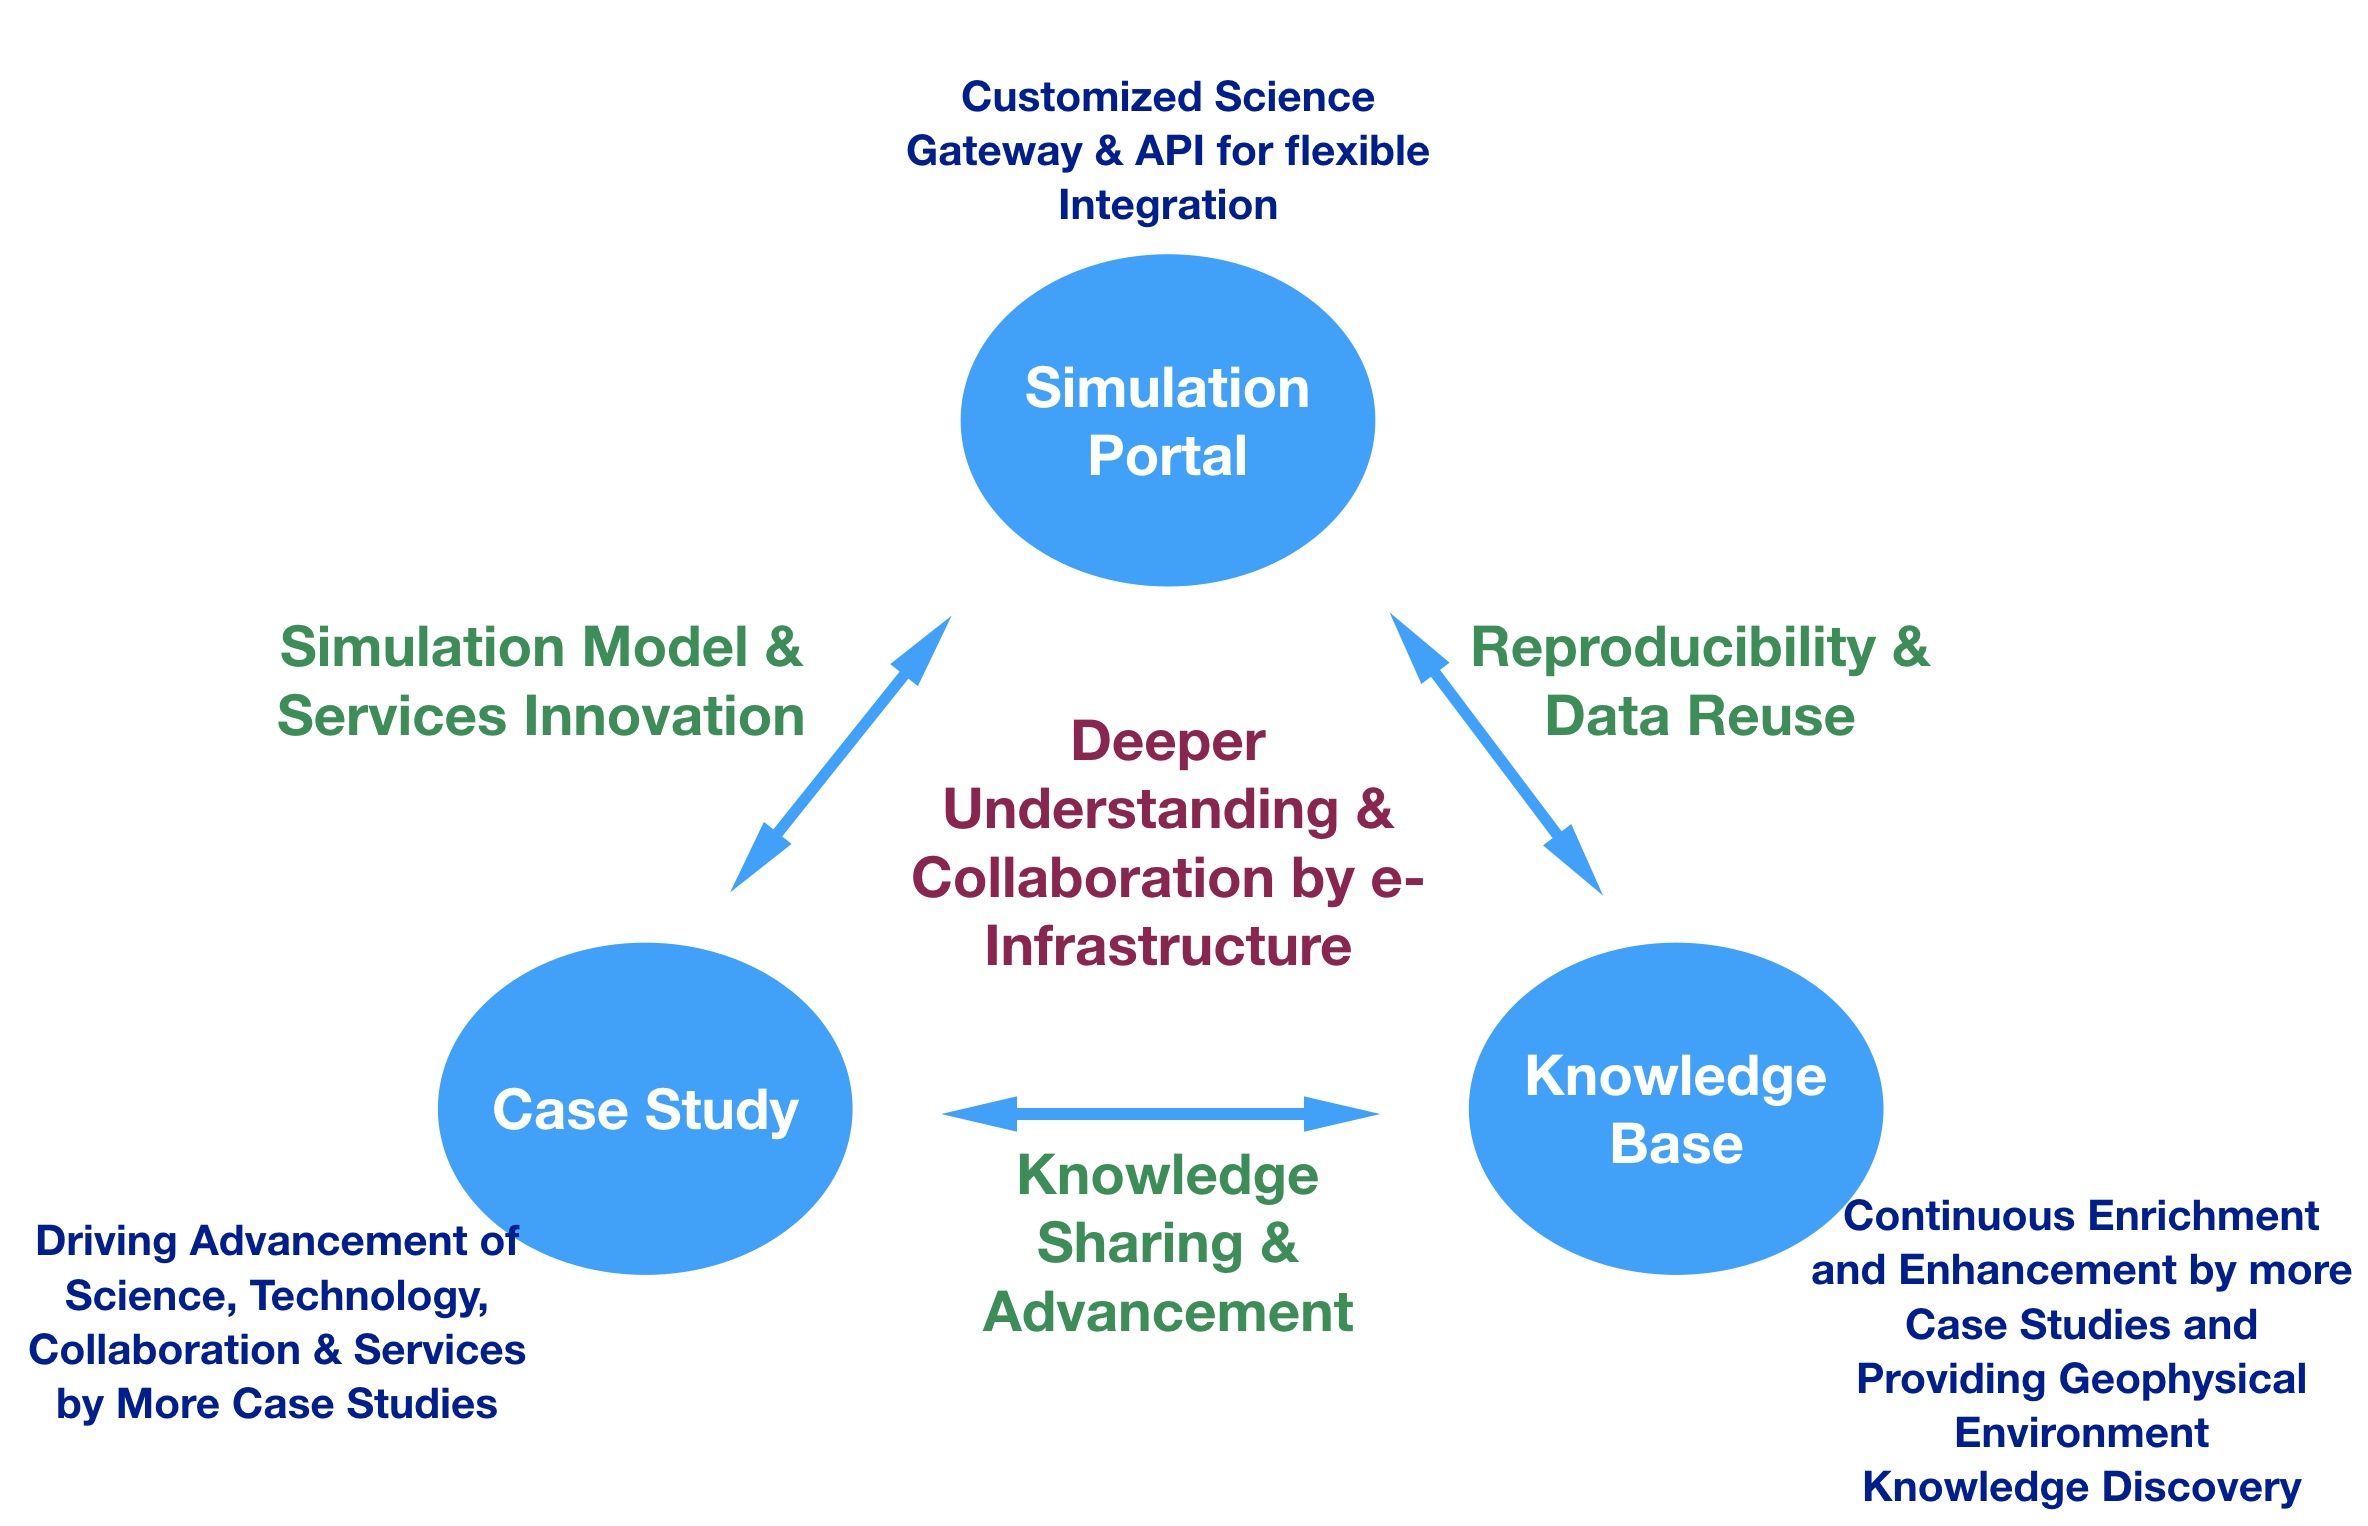 Customized Science
Gateway & API for flexible
Integration
Simulation
Portal
Simulation Model &
Services Innovation
Reproducibility &
Data Reuse
Deeper
Understanding &
Collaboration by e-
Infrastructure
Case Study
Knowledge
Base
Knowledge
Sharing &
Advancement
Driving Advancement of
Science, Technology,
Collaboration & Services
by More Case Studies
Continuous Enrichment
and Enhancement by more
Case Studies and
Providing Geophysical
Environment
Knowledge Discovery